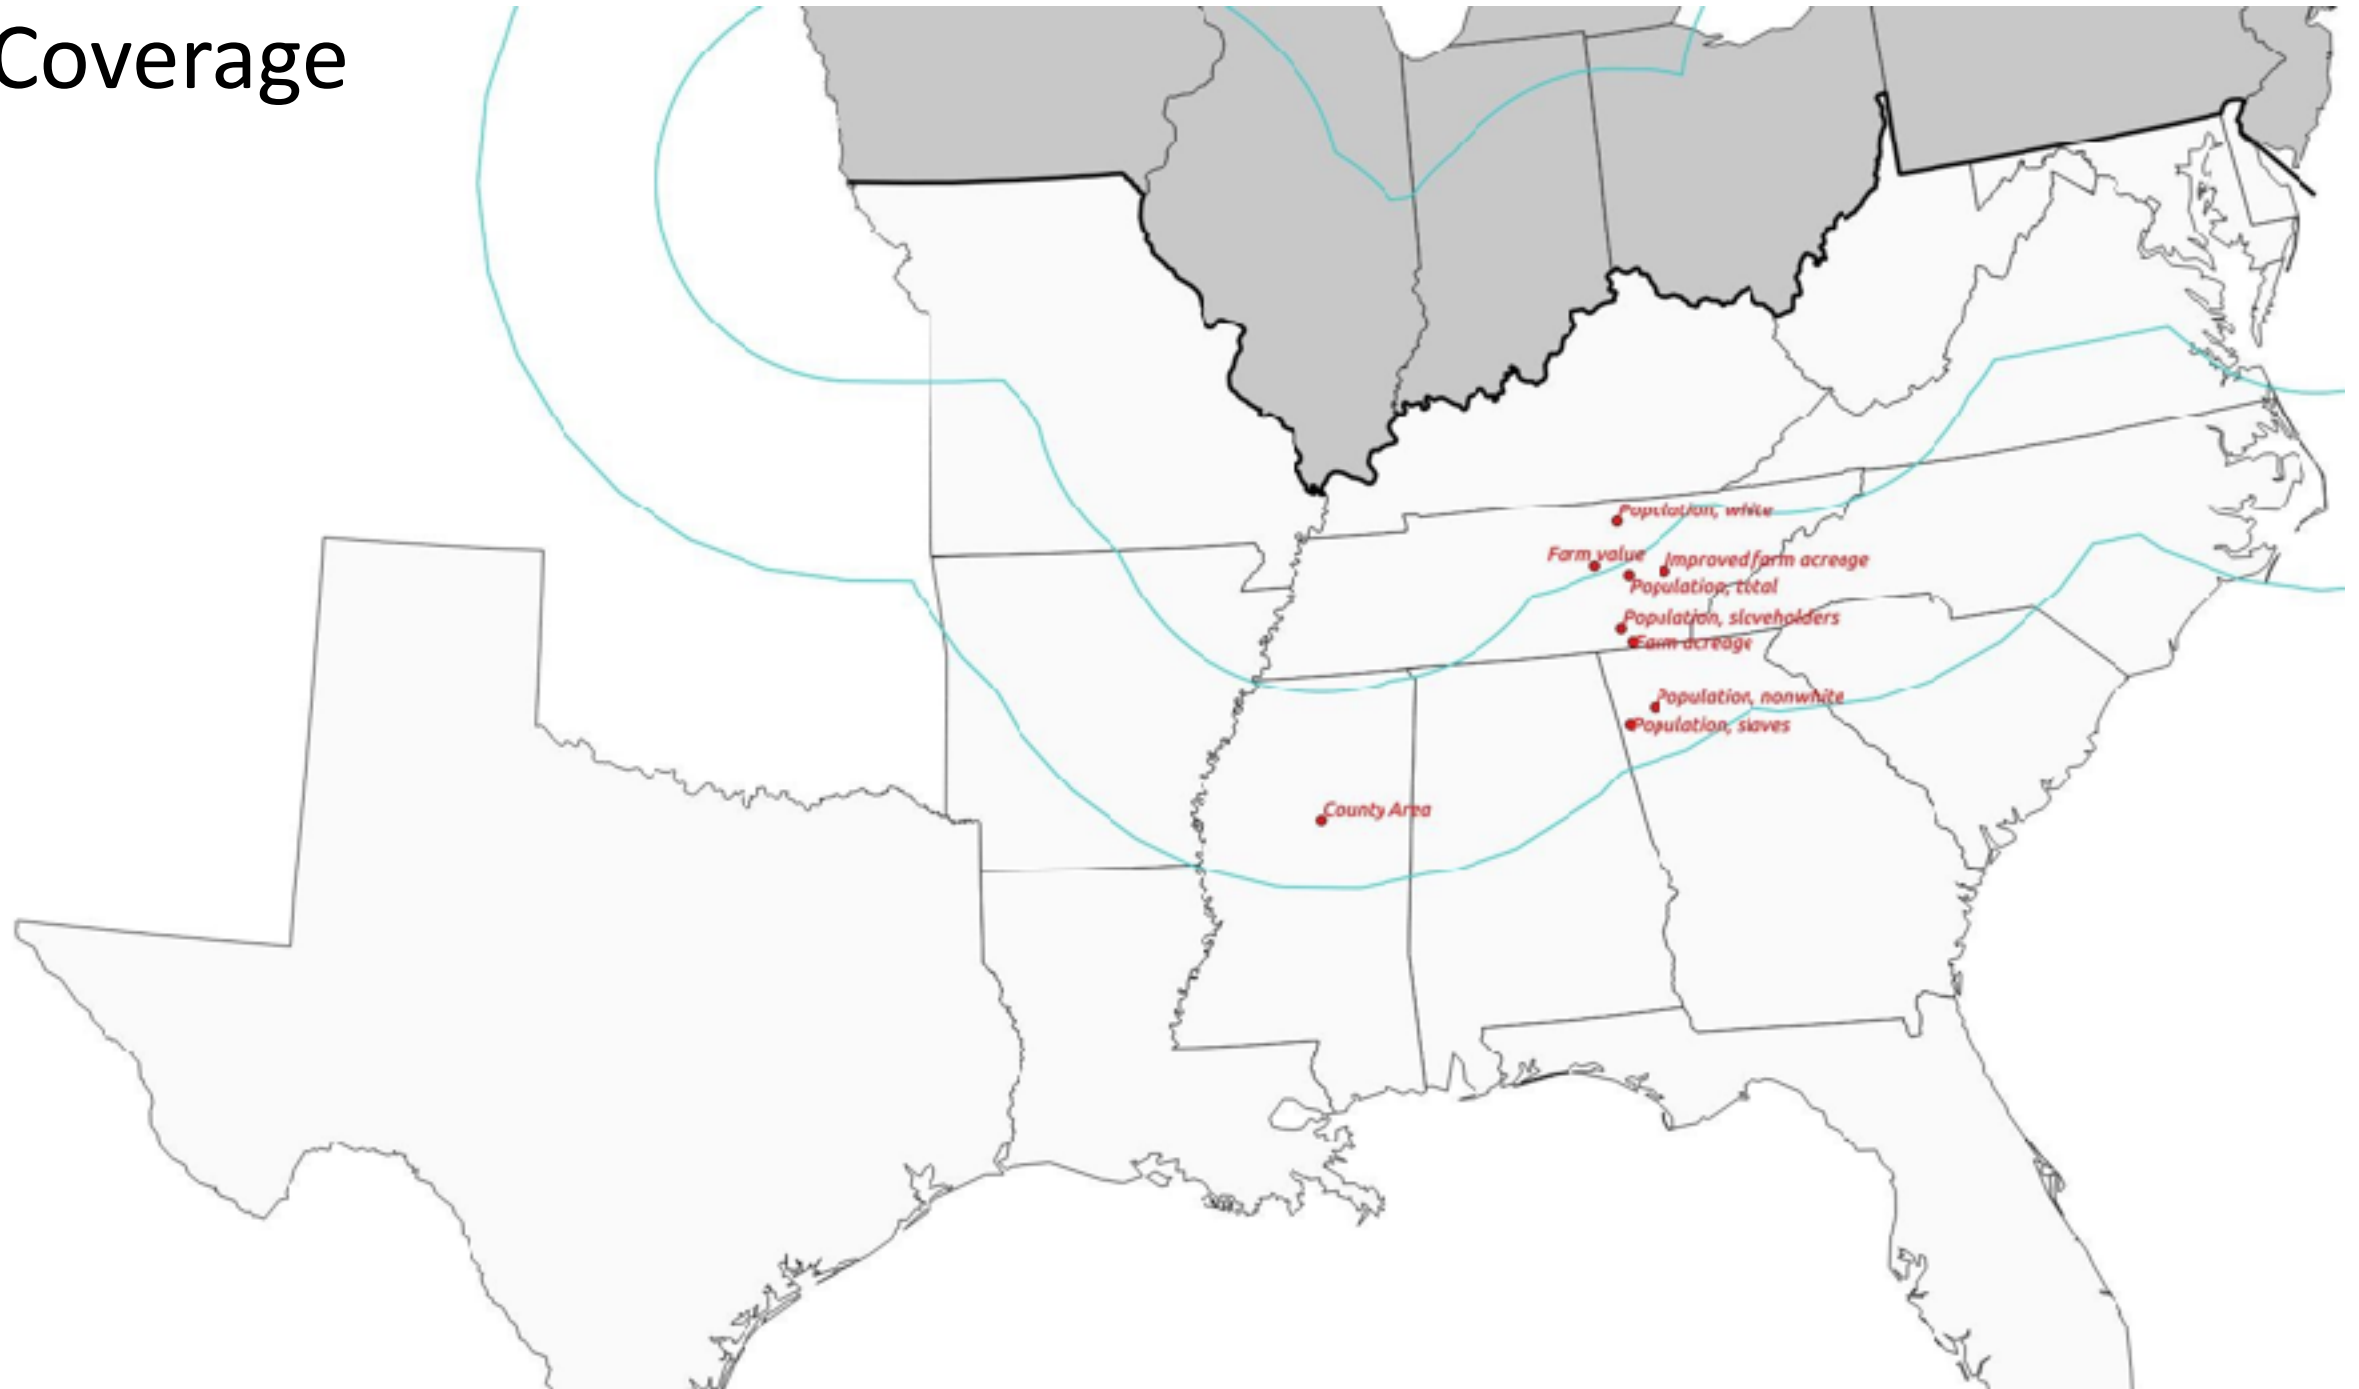 Coverage
Population, white
Farm value
Improved farm acreage
Population, total
Population, slaveholders
Farm acreage
Population, nonwhite
Population, slaves
County Area